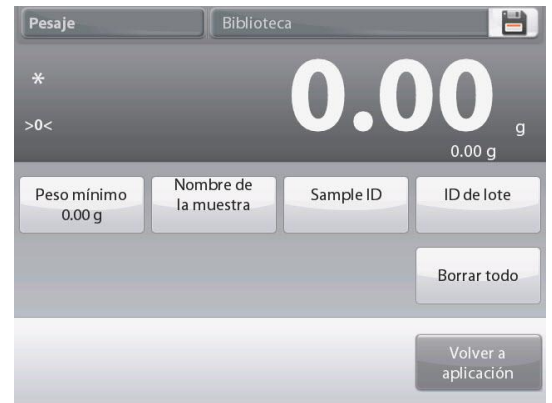 Pesaje
Biblioteca
*
>0<
0.00 g
0.00 g
Peso mínimo
0.00 g
Nombre de
la muestra
Sample ID
ID de lote
Borrar todo
Volver a
aplicación